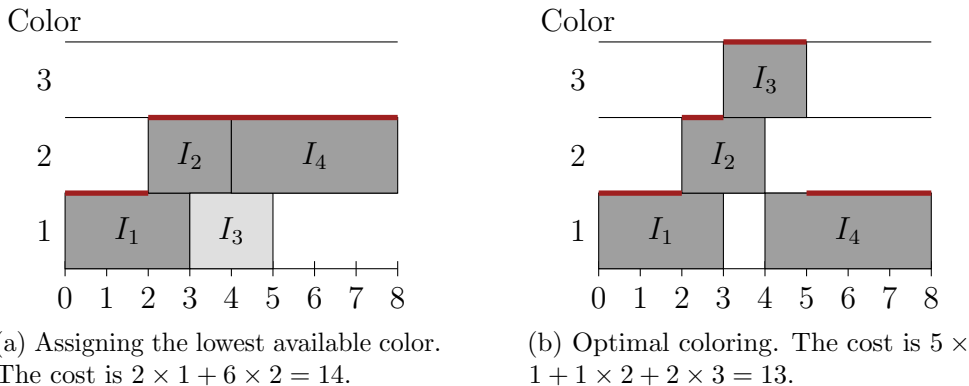 Color
3
2
I₂
I₄
1
I₁
I₃
0 1 2 3 4 5 6 7 8
a) Assigning the lowest available color.
The cost is 2 × 1 + 6 × 2 = 14.
Color
3
I₃
2
I₂
1
I₁
I₄
0 1 2 3 4 5 6 7 8
(b) Optimal coloring. The cost is 5 ×
1 + 1 × 2 + 2 × 3 = 13.